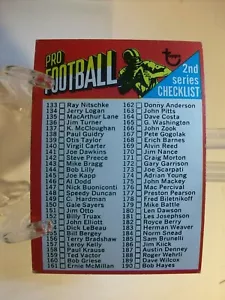 PRO
FOOTBALL
2nd
series
CHECKLIST
133 Ray Nitschke
134 Jerry Logan
135 MacArthur Lane
136 Jim Turner
137 K. McCloughan
138 Paul Guidry
139 Otis Taylor
140 Virgil Carter
141 Joe Dawkins
142 Steve Preece
143 Mike Bragg
144 Bob Lilly
145 Joe Kapp
146 Al Dodd
147 Nick Buoniconti
148 Speedy Duncan
149 C. Hardman
150 Gale Sayers
151 Jim Otis
152 Billy Truax
153 John Elliott
154 Dick LeBeau
155 Bill Bergey
156 Terry Bradshaw
157 Leroy Kelly
158 Paul Krause
159 Ted Vactor
160 Bob Griese
161 Ernie McMillan
162 Donny Anderson
163 John Pitts
164 Dave Costa
165 G. Washington
166 John Zook
167 Pete Gogolak
168 Warren Bankston
169 Alvin Reed
170 Jim Nance
171 Craig Morton
172 Gary Garrison
173 Joe Scarpati
174 Adrian Young
175 John Mackey
176 Mac Percival
177 Preston Pearson
178 Fred Biletnikoff
179 Mike Battle
180 Len Dawson
181 Les Josephson
182 Royce Berry
183 Herman Weaver
184 Norm Snead
185 Sam Brunelli
186 Jim Kiick
187 Austin Denney
188 Roger Wehrli
189 Dave Wilcox
190 Bob Hayes